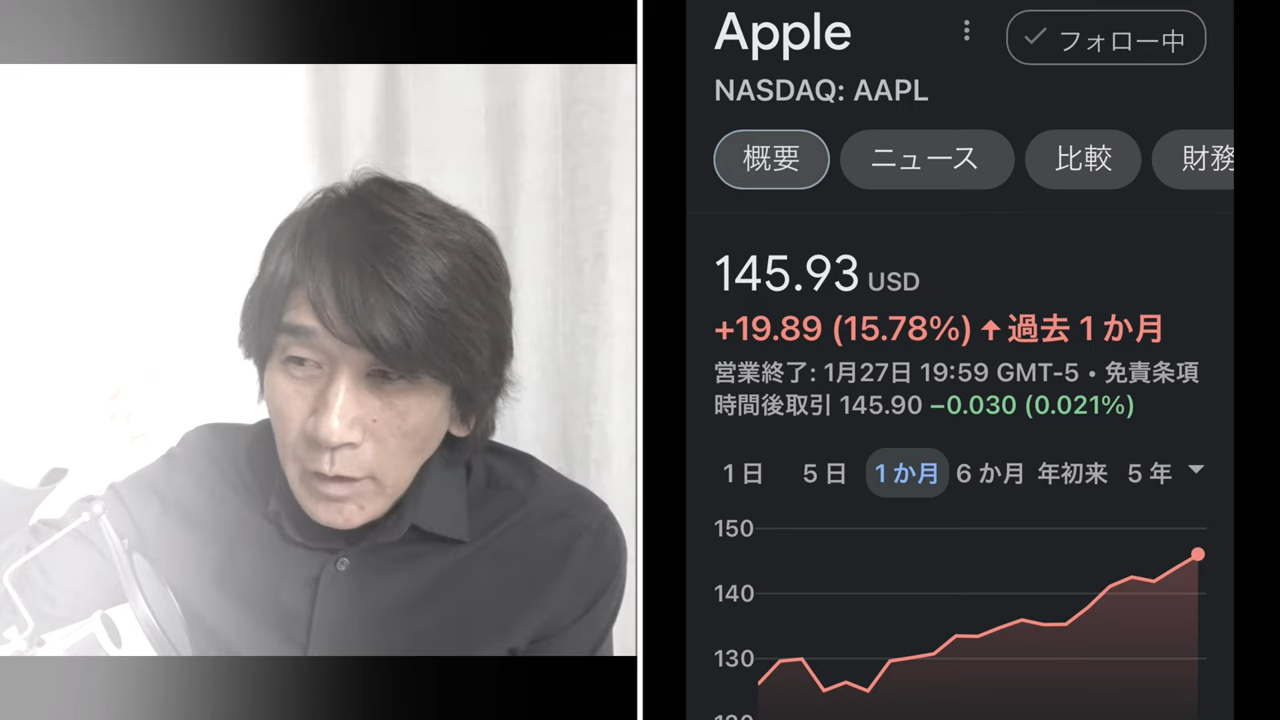 Apple
フォロー中
NASDAQ: AAPL
概要 ニュース 比較 財務
145.93 USD
+19.89 (15.78%) ↑ 過去 1 か月
営業終了: 1月27日 19:59 GMT-5 • 免責条項
時間後取引 145.90 −0.030 (0.021%)
1 日 5 日 1 か月 6 か月 年初来 5 年
150
140
130